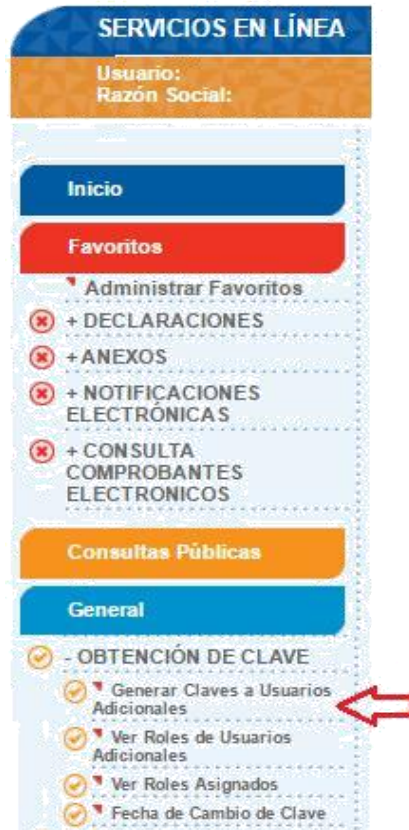 SERVICIOS EN LÍNEA
Usuario:
Razón Social:
Inicio
Favoritos
Administrar Favoritos
+ DECLARACIONES
+ ANEXOS
+ NOTIFICACIONES
ELECTRÓNICAS
+ CONSULTA
COMPROBANTES
ELECTRONICOS
Consultas Públicas
General
- OBTENCIÓN DE CLAVE
Generar Claves a Usuarios
Adicionales
Ver Roles de Usuarios
Adicionales
Ver Roles Asignados
Fecha de Cambio de Clave